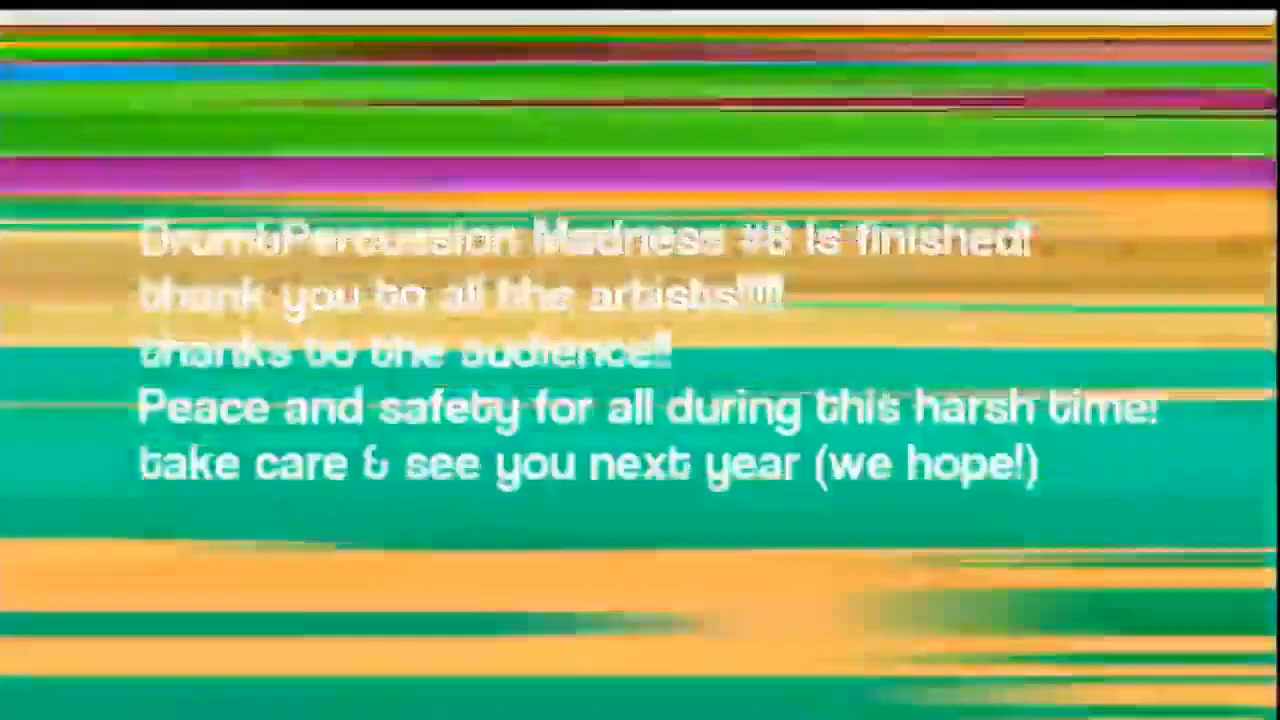 Drum&Percussion Madness #8 is finished!
thank you to all the artists!!!!!
thanks to the audience!!
Peace and safety for all during this harsh time!
take care & see you next year (we hope!)